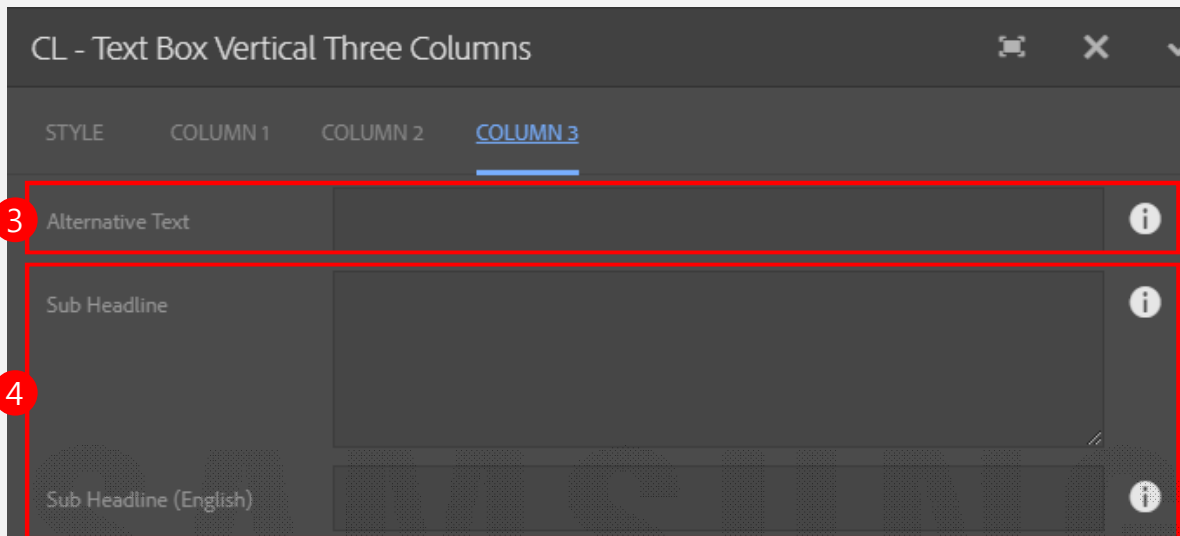 CL - Text Box Vertical Three Columns
STYLE COLUMN 1 COLUMN 2 COLUMN 3
3 Alternative Text
Sub Headline
4
Sub Headline (English)
SAMSUNG